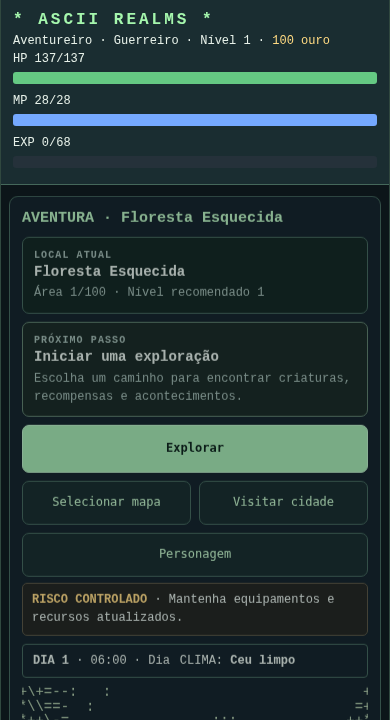 * ASCII REALMS *
Aventureiro · Guerreiro · Nível 1 · 100 ouro
HP 137/137
MP 28/28
EXP 0/68
AVENTURA · Floresta Esquecida
LOCAL ATUAL
Floresta Esquecida
Área 1/100 · Nível recomendado 1
PRÓXIMO PASSO
Iniciar uma exploração
Escolha um caminho para encontrar criaturas,
recompensas e acontecimentos.
Explorar
Selecionar mapa
Visitar cidade
Personagem
RISCO CONTROLADO · Mantenha equipamentos e
recursos atualizados.
DIA 1 · 06:00 · Dia CLIMA: Ceu limpo